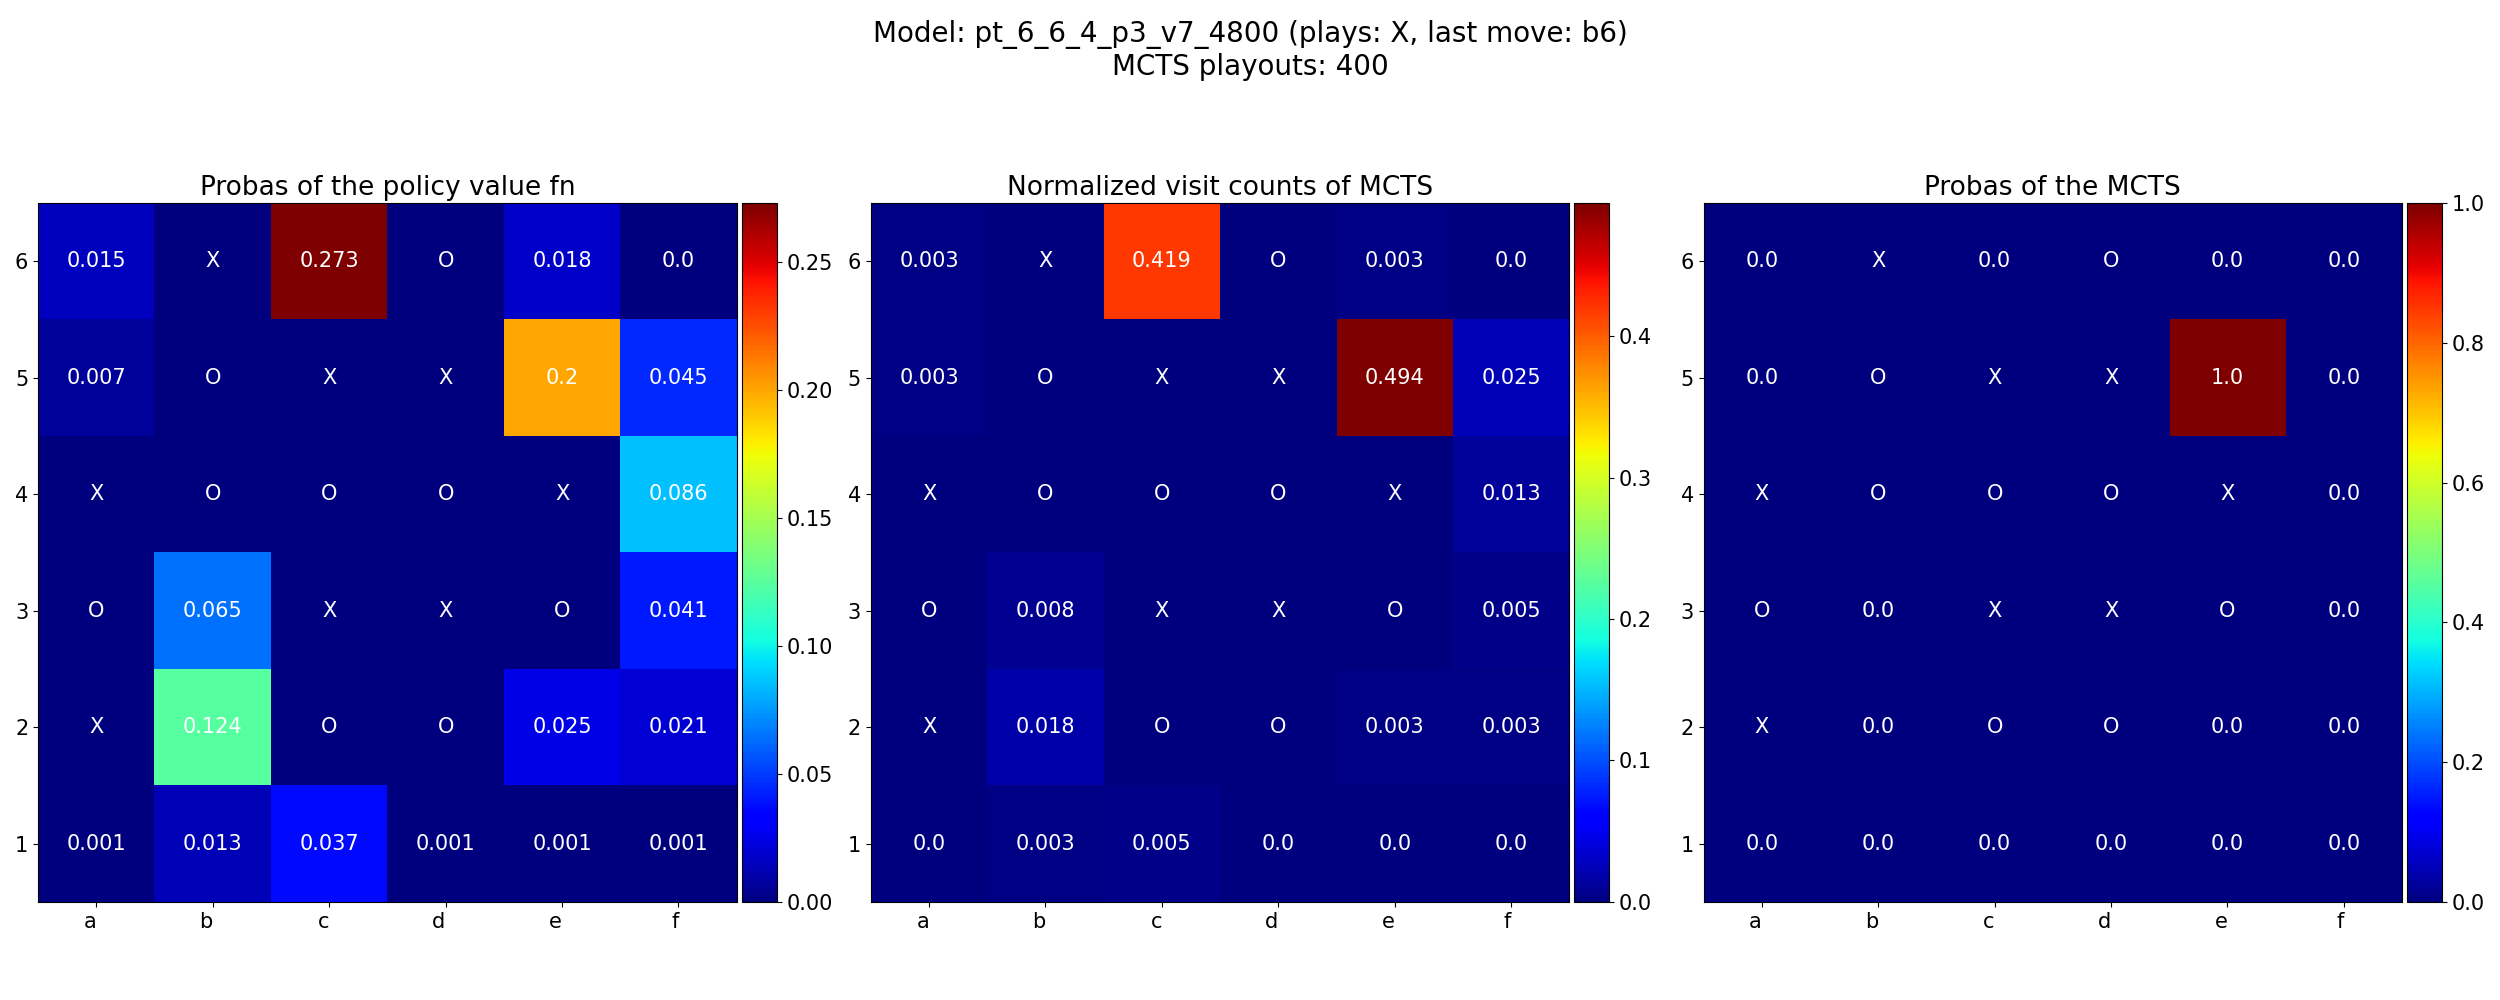 Model: pt_6_6_4_p3_v7_4800 (plays: X, last move: b6)
MCTS playouts: 400
Probas of the policy value fn
6 0.015 X 0.273 O 0.018 0.0
5 0.007 O X X 0.2 0.045
4 X O O O X 0.086
3 O 0.065 X X O 0.041
2 X 0.124 O O 0.025 0.021
1 0.001 0.013 0.037 0.001 0.001 0.001
a b c d e f
0.25
0.20
0.15
0.10
0.05
0.00
Normalized visit counts of MCTS
6 0.003 X 0.419 O 0.003 0.0
5 0.003 O X X 0.494 0.025
4 X O O O X 0.013
3 O 0.008 X X O 0.005
2 X 0.018 O O 0.003 0.003
1 0.0 0.003 0.005 0.0 0.0 0.0
a b c d e f
0.4
0.3
0.2
0.1
0.0
Probas of the MCTS
6 0.0 X 0.0 O 0.0 0.0
5 0.0 O X X 1.0 0.0
4 X O O O X 0.0
3 O 0.0 X X O 0.0
2 X 0.0 O O 0.0 0.0
1 0.0 0.0 0.0 0.0 0.0 0.0
a b c d e f
1.0
0.8
0.6
0.4
0.2
0.0